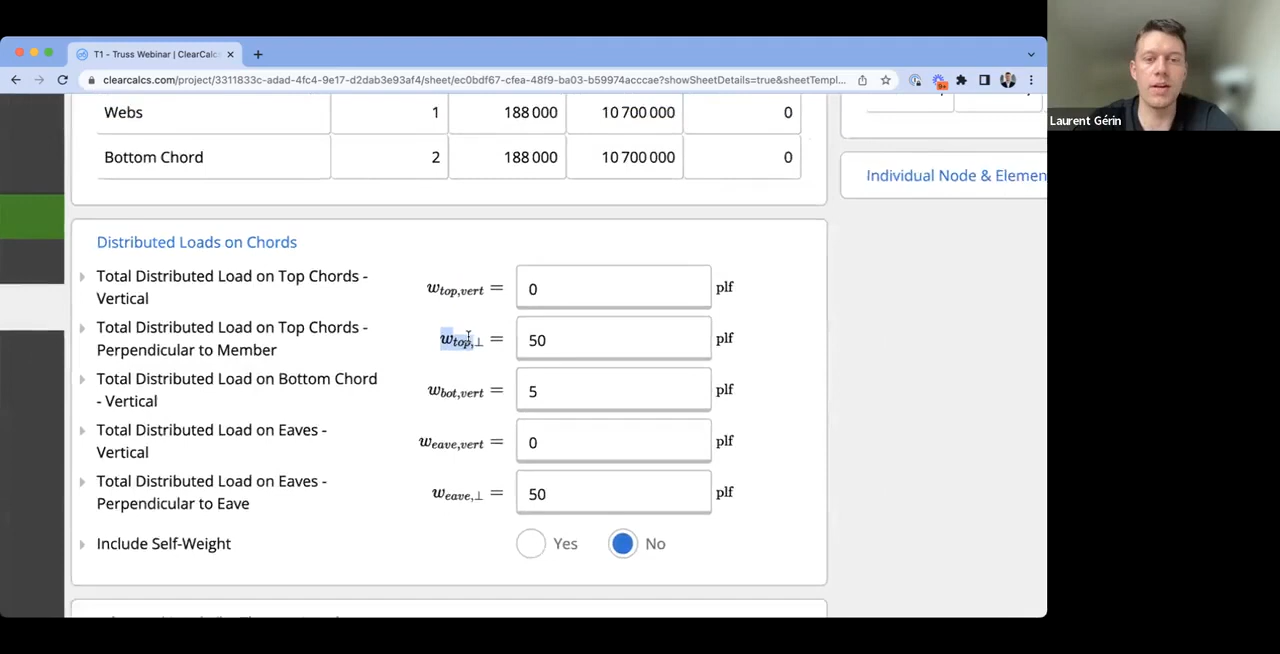 T1 - Truss Webinar | ClearCalcs
clearcalcs.com/project/3311833c-adad-4fc4-9e17-d2dab3e93af4/sheet/ec0bdf67-cfea-48f9-ba03-b59974acccae?showSheetDetails=true&sheetTempl...
9+
Laurent Gérin
Webs 1 188 000 10 700 000 0
Bottom Chord 2 188 000 10 700 000 0
Individual Node & Elemen
Distributed Loads on Chords
Total Distributed Load on Top Chords -
Vertical
w_top,vert = 0 plf
Total Distributed Load on Top Chords -
Perpendicular to Member
w_top,⊥ = 50 plf
Total Distributed Load on Bottom Chord
- Vertical
w_bot,vert = 5 plf
Total Distributed Load on Eaves -
Vertical
w_eave,vert = 0 plf
Total Distributed Load on Eaves -
Perpendicular to Eave
w_eave,⊥ = 50 plf
Include Self-Weight Yes No